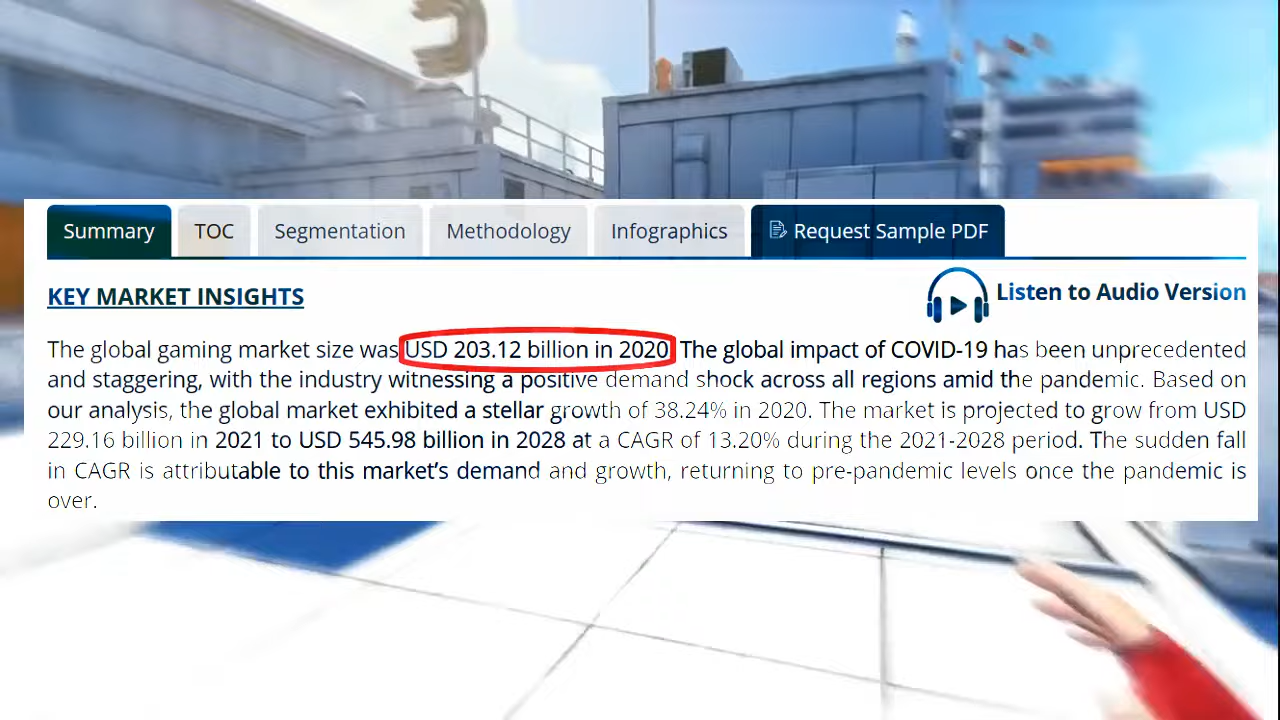 Summary TOC Segmentation Methodology Infographics Request Sample PDF
KEY MARKET INSIGHTS
Listen to Audio Version
The global gaming market size was USD 203.12 billion in 2020. The global impact of COVID-19 has been unprecedented
and staggering, with the industry witnessing a positive demand shock across all regions amid the pandemic. Based on
our analysis, the global market exhibited a stellar growth of 38.24% in 2020. The market is projected to grow from USD
229.16 billion in 2021 to USD 545.98 billion in 2028 at a CAGR of 13.20% during the 2021-2028 period. The sudden fall
in CAGR is attributable to this market’s demand and growth, returning to pre-pandemic levels once the pandemic is
over.